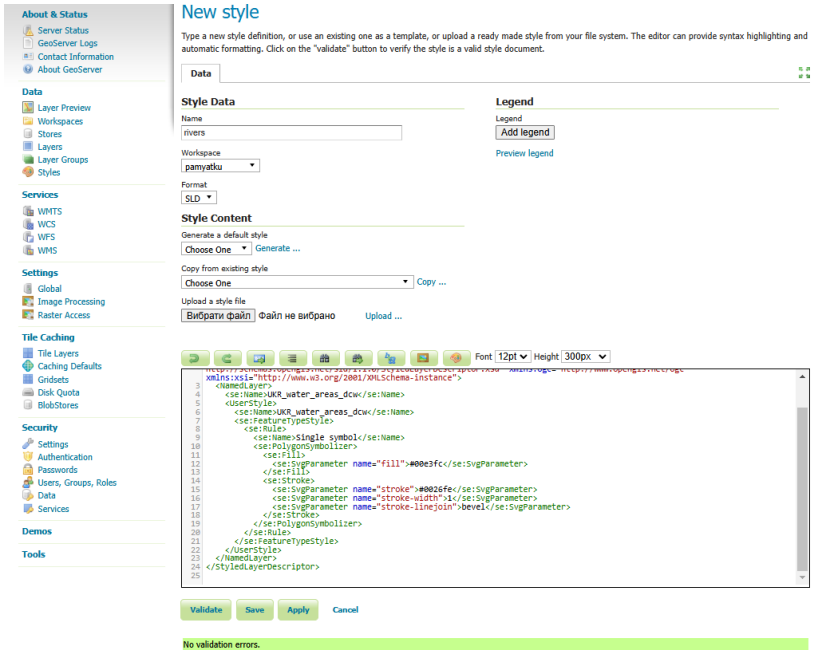 About & Status
Server Status
GeoServer Logs
Contact Information
About GeoServer
Data
Layer Preview
Workspaces
Stores
Layers
Layer Groups
Styles
Services
WMTS
WCS
WFS
WMS
Settings
Global
Image Processing
Raster Access
Tile Caching
Tile Layers
Caching Defaults
Gridsets
Disk Quota
BlobStores
Security
Settings
Authentication
Passwords
Users, Groups, Roles
Data
Services
Demos
Tools
New style
Type a new style definition, or use an existing one as a template, or upload a ready made style from your file system. The editor can provide syntax highlighting and
automatic formatting. Click on the "validate" button to verify the style is a valid style document.
Data
Style Data
Name
rivers
Workspace
pamyatku
Format
SLD
Legend
Legend
Add legend
Preview legend
Style Content
Generate a default style
Choose One Generate ...
Copy from existing style
Choose One Copy ...
Upload a style file
Вибрати файл Файл не вибрано Upload ...
Font 12pt Height 300px
xmlns:xsi="http://www.w3.org/2001/XMLSchema-instance">
3 <NamedLayer>
4 <se:Name>UKR_water_areas_dcw</se:Name>
5 <UserStyle>
6 <se:Name>UKR_water_areas_dcw</se:Name>
7 <se:FeatureTypeStyle>
8 <se:Rule>
9 <se:Name>Single symbol</se:Name>
10 <se:PolygonSymbolizer>
11 <se:Fill>
12 <se:SvgParameter name="fill">#00e3fc</se:SvgParameter>
13 </se:Fill>
14 <se:Stroke>
15 <se:SvgParameter name="stroke">#0026fe</se:SvgParameter>
16 <se:SvgParameter name="stroke-width">1</se:SvgParameter>
17 <se:SvgParameter name="stroke-linejoin">bevel</se:SvgParameter>
18 </se:Stroke>
19 </se:PolygonSymbolizer>
20 </se:Rule>
21 </se:FeatureTypeStyle>
22 </UserStyle>
23 </NamedLayer>
24 </StyledLayerDescriptor>
25
Validate Save Apply Cancel
No validation errors.